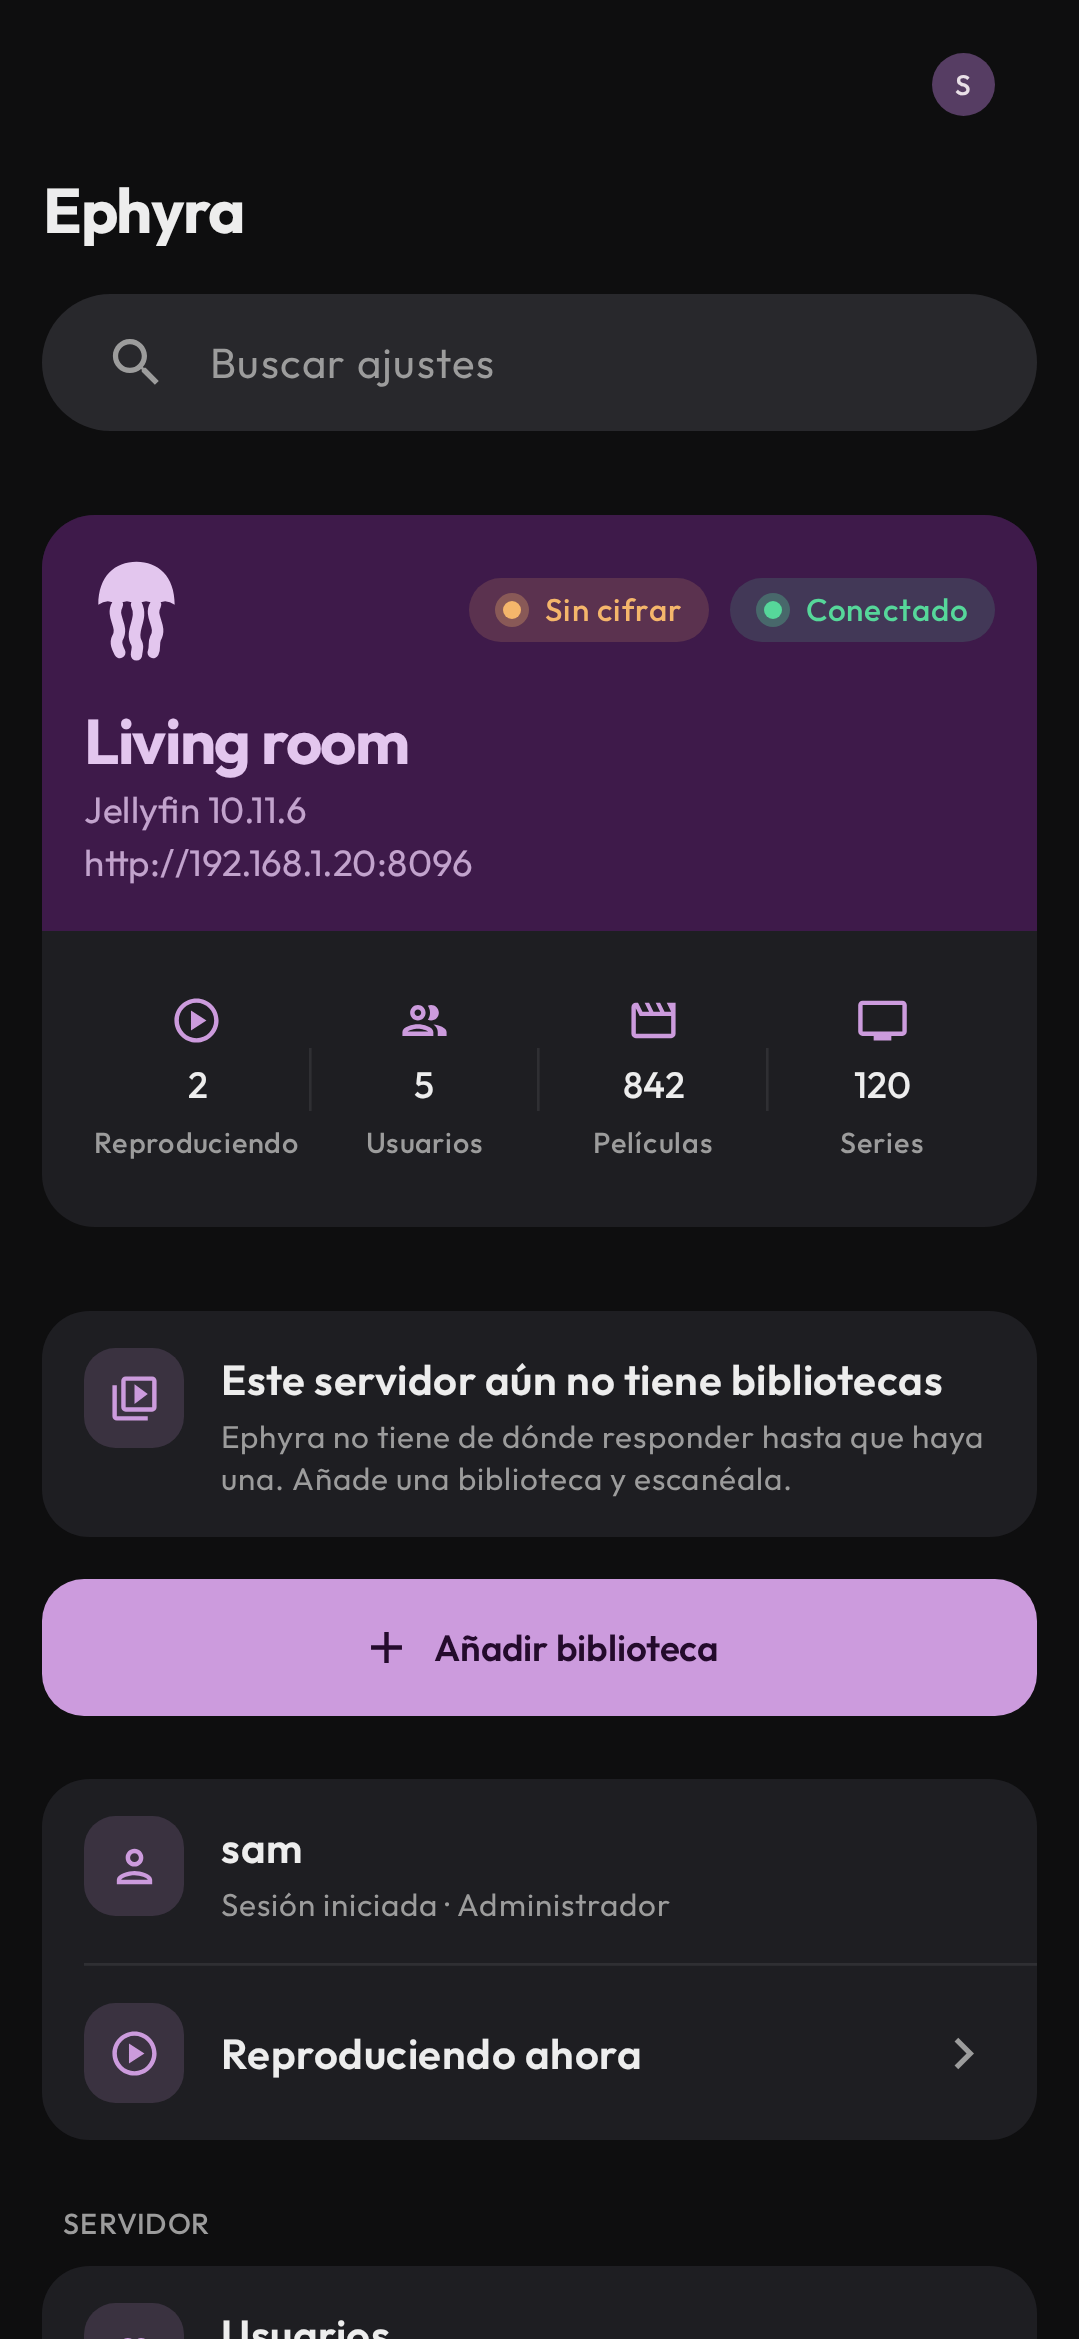 S
Ephyra
Buscar ajustes
Sin cifrar
Conectado
Living room
Jellyfin 10.11.6
http://192.168.1.20:8096
2
5
842
120
Reproduciendo
Usuarios
Películas
Series
Este servidor aún no tiene bibliotecas
Ephyra no tiene de dónde responder hasta que haya
una. Añade una biblioteca y escanéala.
Añadir biblioteca
sam
Sesión iniciada · Administrador
Reproduciendo ahora
SERVIDOR
Usuarios